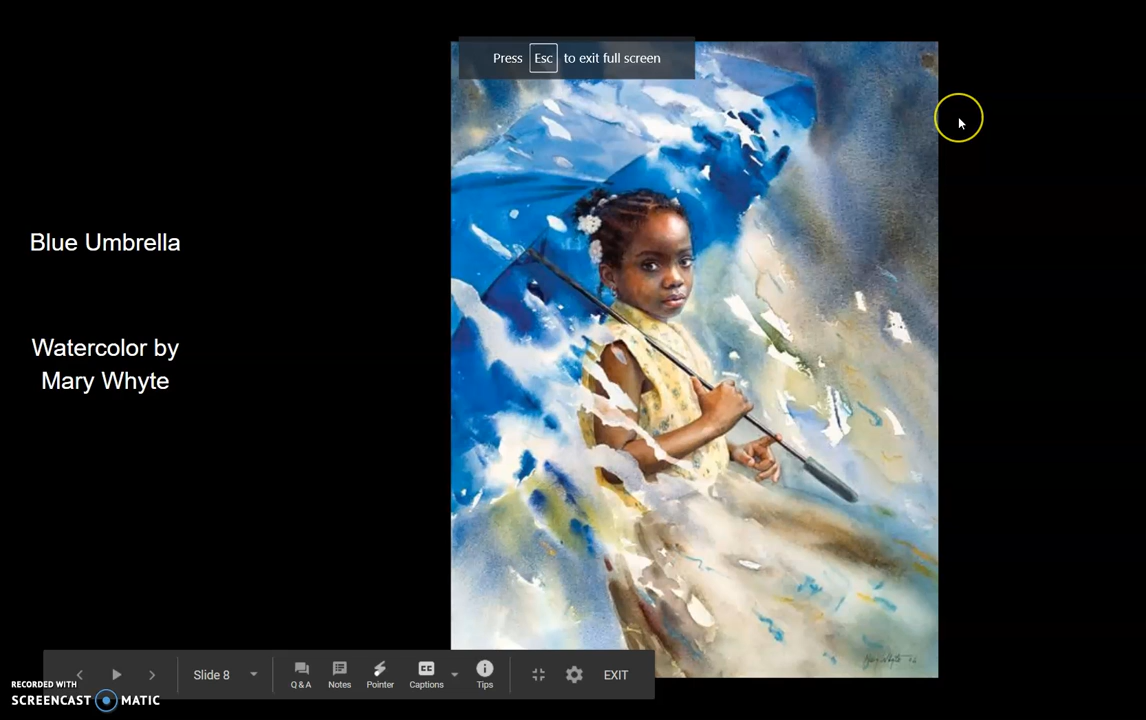 Press Esc to exit full screen
Blue Umbrella
Watercolor by
Mary Whyte
Slide 8
Q & A
Notes
Pointer
CC
Captions
Tips
EXIT
RECORDED WITH
SCREENCAST MATIC